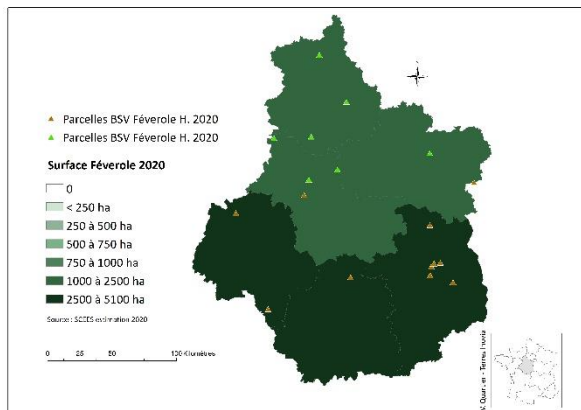 Parcelles BSV Féverole H. 2020
Parcelles BSV Féverole H. 2020
Surface Féverole 2020
0
< 250 ha
250 à 500 ha
500 à 750 ha
750 à 1000 ha
1000 à 2500 ha
2500 à 5100 ha
Source : SCEES estimation 2020
0
50
100 Kilomètres